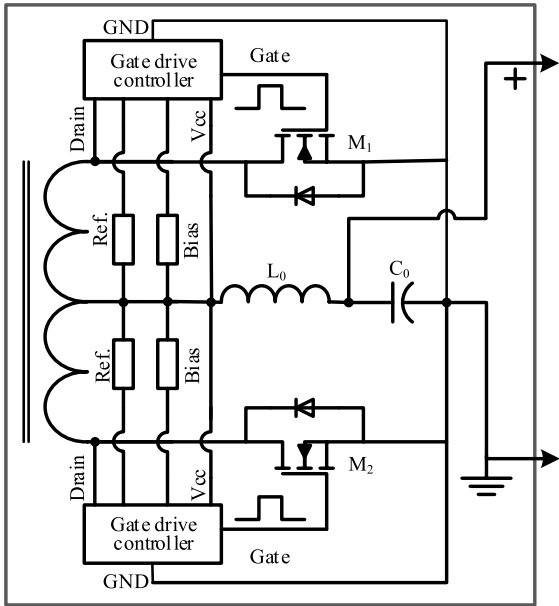 GND
Gate drive
controller
Gate
Drain
Vcc
M1
Ref.
Bias
L0
C0
+
Ref.
Bias
Drain
Vcc
M2
Gate drive
controller
Gate
GND